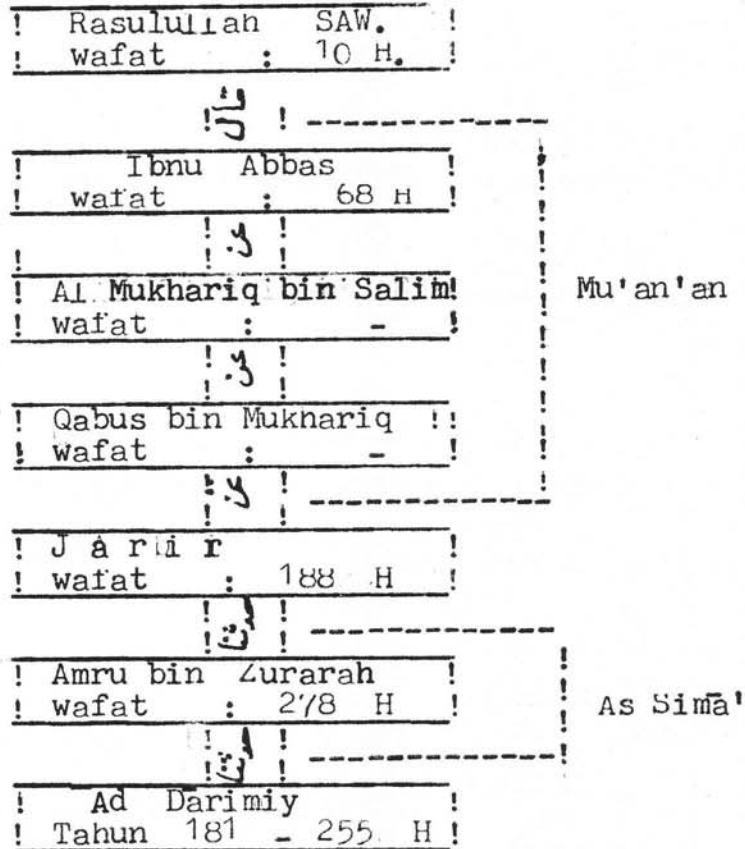 Rasulullah SAW.
wafat : 10 H.
قال
Ibnu Abbas
wafat : 68 H
عن
Al Mukhariq bin Salim
wafat : -
Mu'an'an
عن
Qabus bin Mukhariq
wafat : -
عن
Jarir
wafat : 188 H
حدثنا
Amru bin Zurarah
wafat : 278 H
As Simā'
حدثنا
Ad Darimiy
Tahun 181 - 255 H